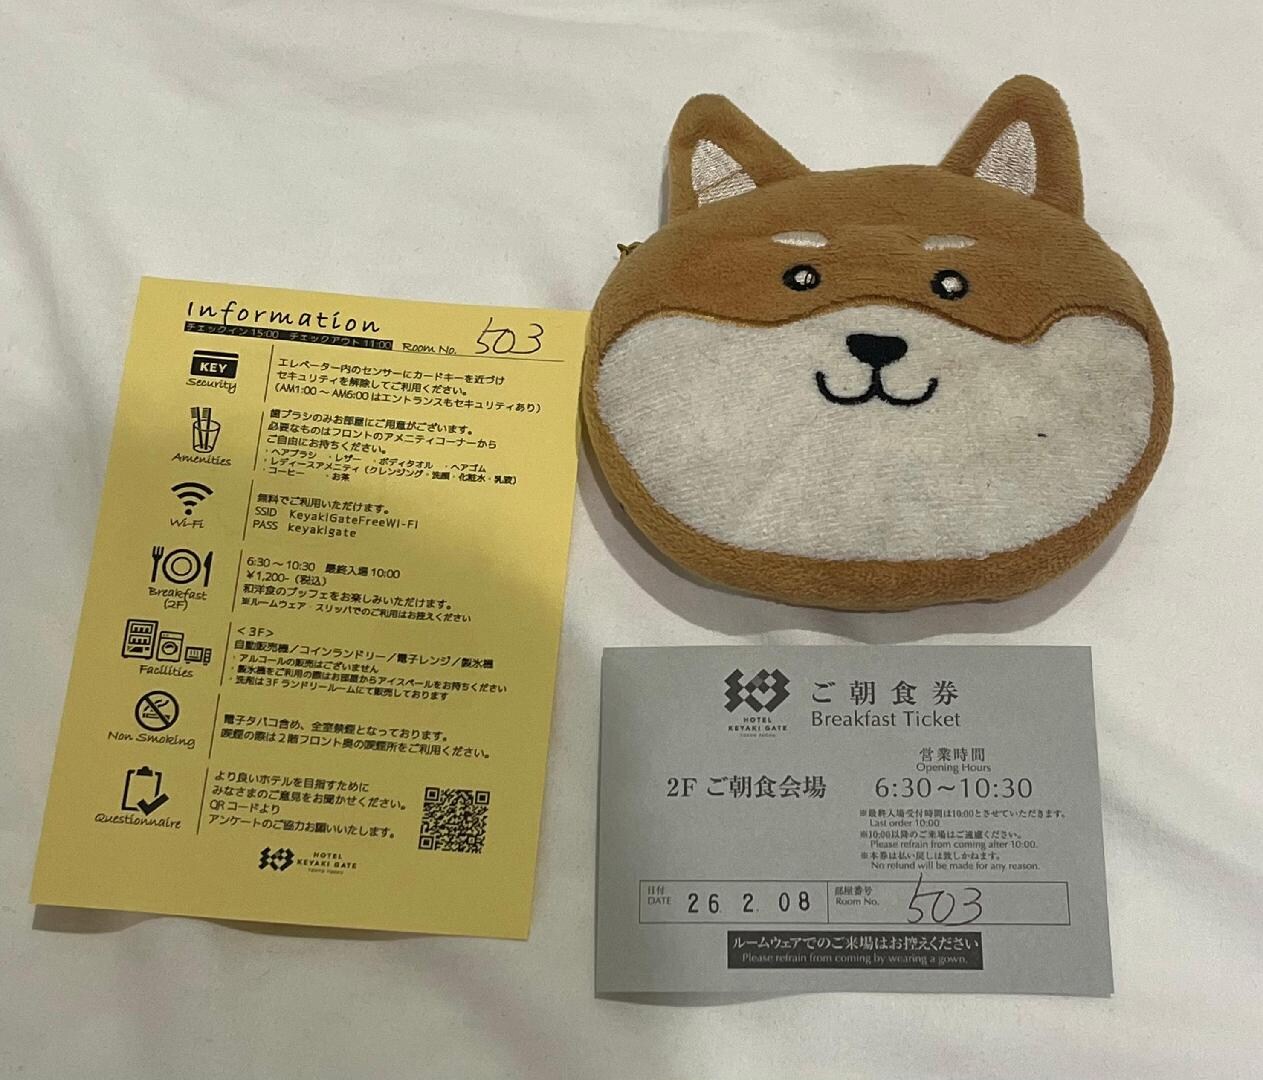 Information
チェックイン 15:00 チェックアウト 11:00 Room No. 503
KEY
Security
エレベーター内のセンサーにカードキーを近づけ
セキュリティを解除してご利用ください。
(AM1:00～AM5:00はエントランスもセキュリティあり)
Amenities
歯ブラシのみお部屋にご用意がございます。
必要なものはフロントのアメニティコーナーから
ご自由にお持ちください。
・ヘアブラシ ・レザー ・ボディタオル ・ヘアゴム
・レディースアメニティ(クレンジング・洗顔・化粧水・乳液)
・コーヒー ・お茶
Wi-Fi
無料でご利用いただけます。
SSID KeyakiGateFreeWi-Fi
PASS keyakigate
Breakfast
(2F)
6:30～10:30 最終入場 10:00
¥1,200-(税込)
和洋食のブッフェをお楽しみいただけます。
※ルームウェア・スリッパでのご利用はお控えください
Facilities
<3F>
自動販売機／コインランドリー／電子レンジ／製氷機
・アルコールの販売はございません
・製氷機をご利用の際はお部屋からアイスペールをお持ちください
・洗剤は3Fランドリールームにて販売しております
Non Smoking
電子タバコ含め、全室禁煙となっております。
喫煙の際は2階フロント奥の喫煙所をご利用ください。
Questionnaire
より良いホテルを目指すために
みなさまのご意見をお聞かせください。
QRコードより
アンケートのご協力お願いいたします。
HOTEL
KEYAKI GATE
HOTEL
KEYAKI GATE
ご朝食券
Breakfast Ticket
2F ご朝食会場
営業時間
Opening Hours
6:30～10:30
※最終入場受付時間は10:00とさせていただきます。
Last order 10:00
※10:00以降のご来場はご遠慮ください。
Please refrain from coming after 10:00.
※本券は払い戻しは致しかねます。
No refund will be made for any reason.
日付
DATE 26. 2. 08
部屋番号
Room No. 503
ルームウェアでのご来場はお控えください
Please refrain from coming by wearing a gown.